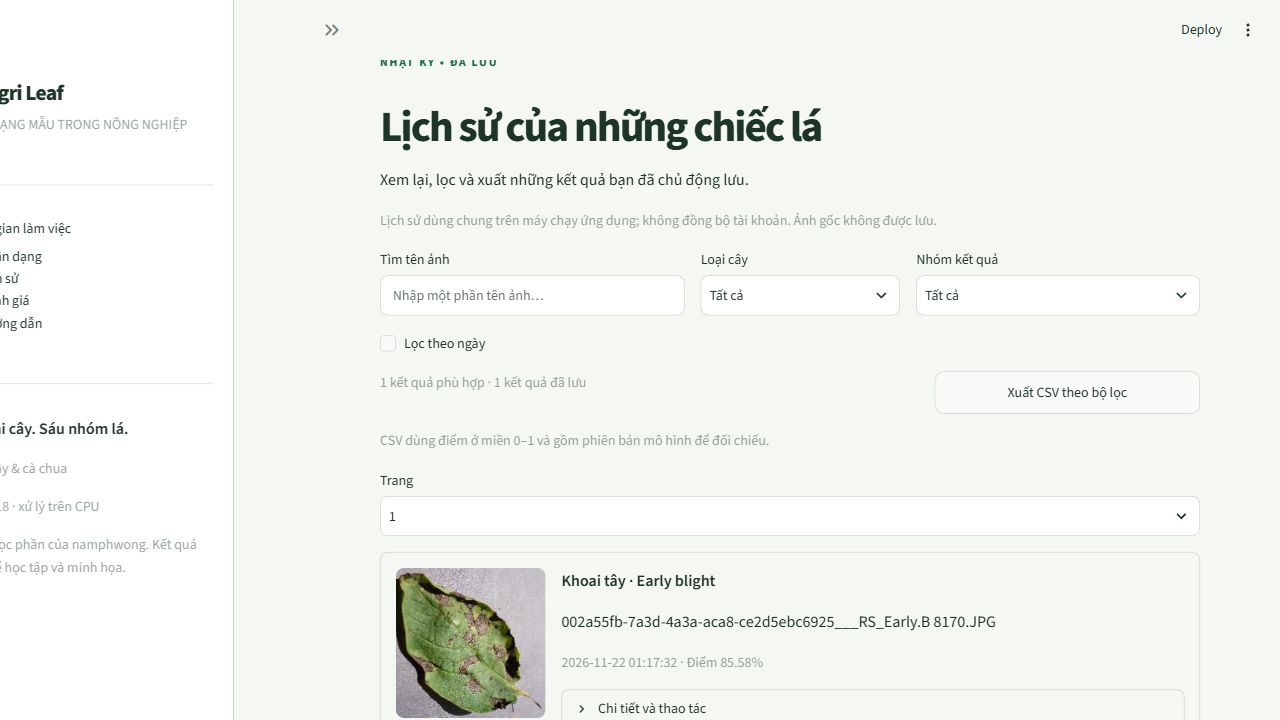 Deploy
gri Leaf
ẠNG MẪU TRONG NÔNG NGHIỆP
gian làm việc
n dạng
h sử
nh giá
ớng dẫn
i cây. Sáu nhóm lá.
ây & cà chua
18 · xử lý trên CPU
ọc phần của namphwong. Kết quả
ể học tập và minh họa.
NHẬT KÝ • ĐÃ LƯU
Lịch sử của những chiếc lá
Xem lại, lọc và xuất những kết quả bạn đã chủ động lưu.
Lịch sử dùng chung trên máy chạy ứng dụng; không đồng bộ tài khoản. Ảnh gốc không được lưu.
Tìm tên ảnh
Loại cây
Nhóm kết quả
Nhập một phần tên ảnh...
Tất cả
Tất cả
Lọc theo ngày
1 kết quả phù hợp · 1 kết quả đã lưu
Xuất CSV theo bộ lọc
CSV dùng điểm ở miền 0–1 và gồm phiên bản mô hình để đối chiếu.
Trang
1
Khoai tây · Early blight
002a55fb-7a3d-4a3a-aca8-ce2d5ebc6925___RS_Early.B 8170.JPG
2026-11-22 01:17:32 · Điểm 85.58%
Chi tiết và thao tác